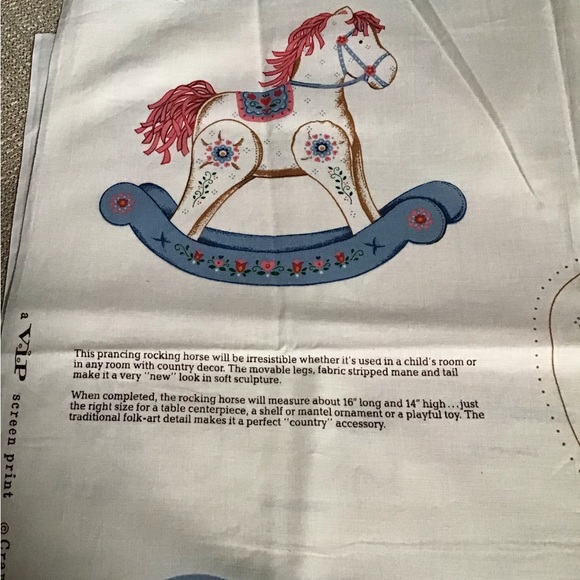 This prancing rocking horse will be irresistible whether it's used in a child's room or
in any room with country decor. The movable legs, fabric stripped mane and tail
make it a very "new" look in soft sculpture.
When completed, the rocking horse will measure about 16" long and 14" high...just
the right size for a table centerpiece, a shelf or mantel ornament or a playful toy. The
traditional folk-art detail makes it a perfect "country" accessory.
a V.I.P screen print ©